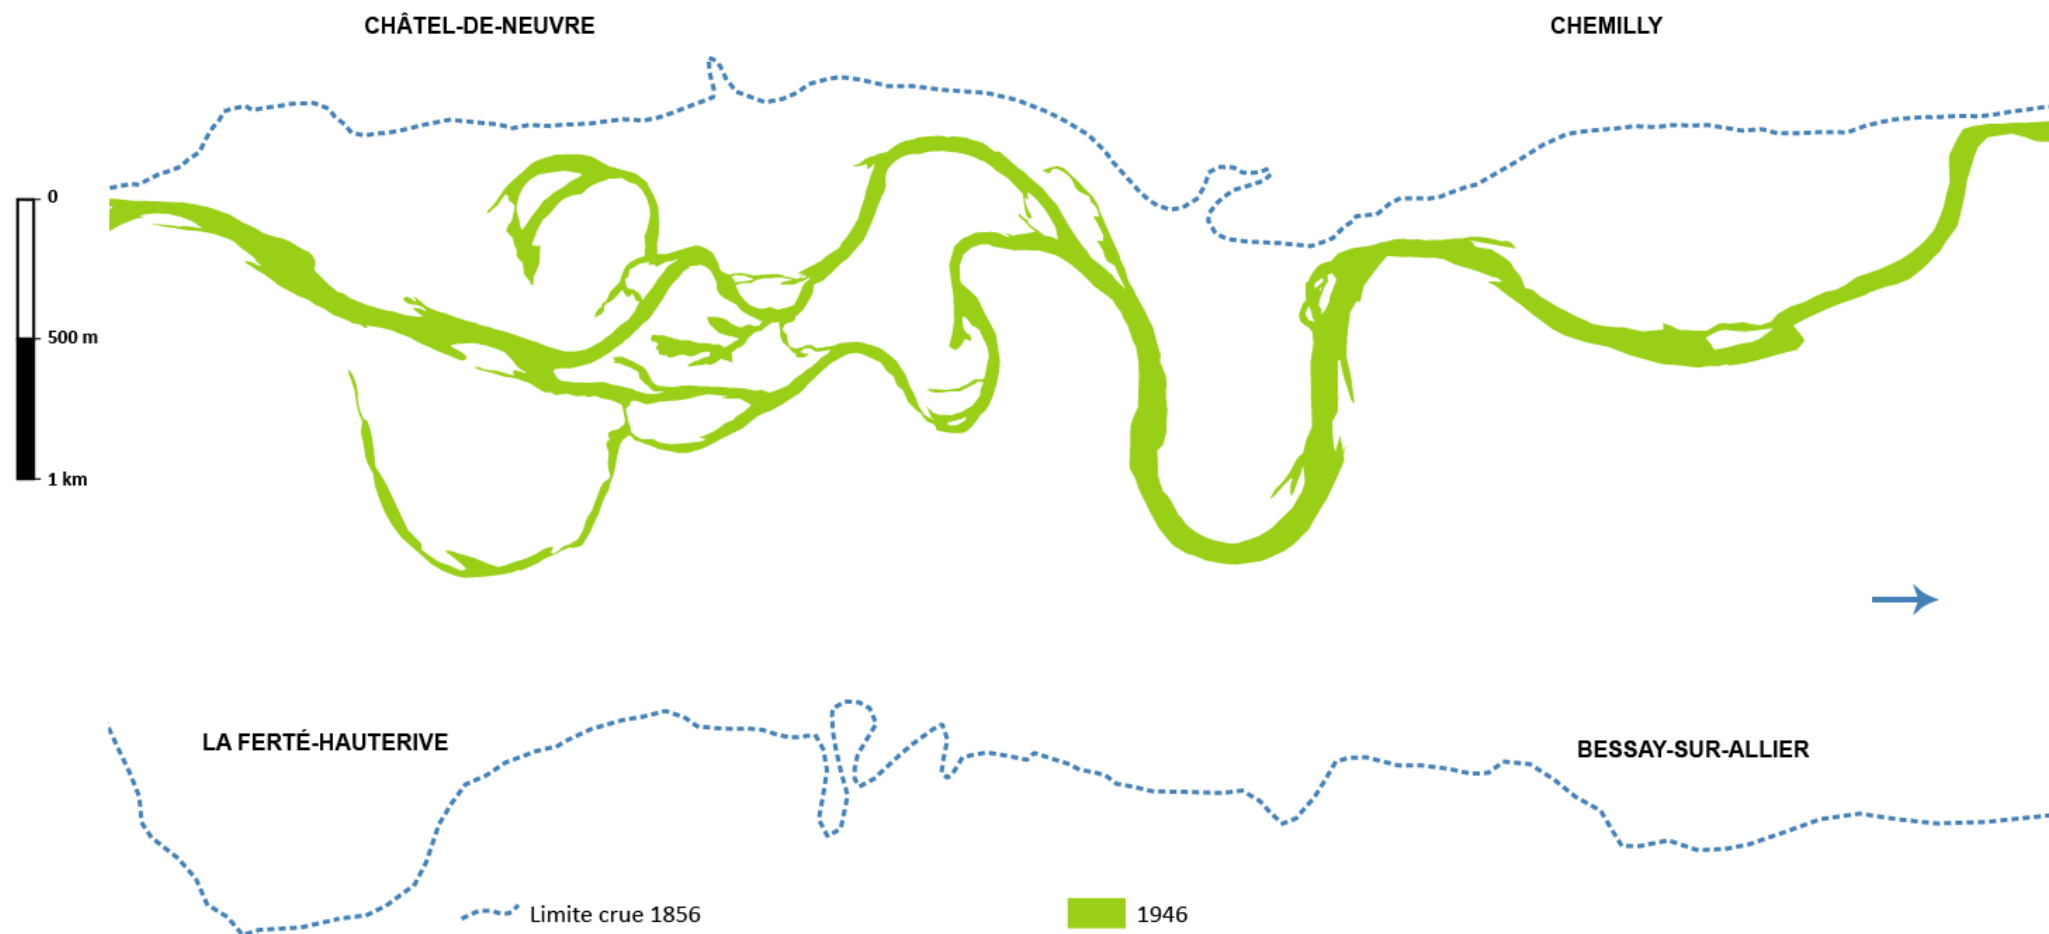 CHÂTEL-DE-NEUVRE
CHEMILLY
0
500 m
1 km
LA FERTÉ-HAUTERIVE
BESSAY-SUR-ALLIER
Limite crue 1856
1946